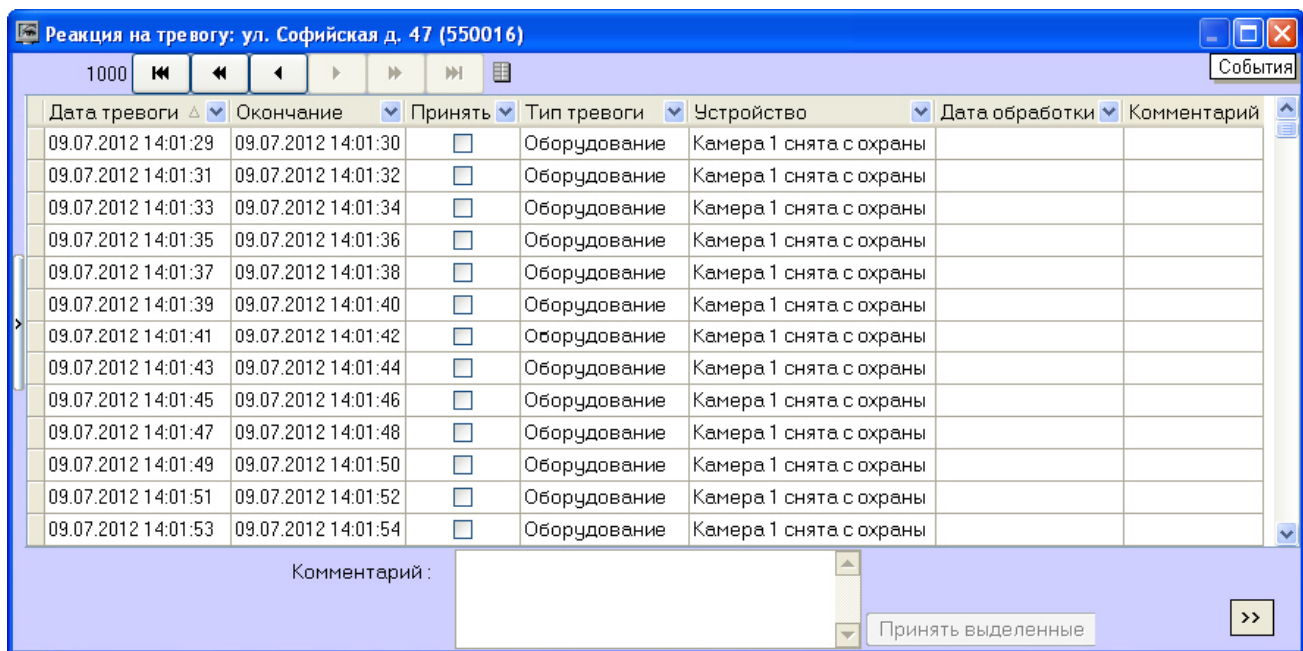 Реакция на тревогу: ул. Софийская д. 47 (550016)
1000
События
Дата тревоги Окончание Принять Тип тревоги Устройство Дата обработки Комментарий
09.07.2012 14:01:29 09.07.2012 14:01:30 Оборудование Камера 1 снята с охраны
09.07.2012 14:01:31 09.07.2012 14:01:32 Оборудование Камера 1 снята с охраны
09.07.2012 14:01:33 09.07.2012 14:01:34 Оборудование Камера 1 снята с охраны
09.07.2012 14:01:35 09.07.2012 14:01:36 Оборудование Камера 1 снята с охраны
09.07.2012 14:01:37 09.07.2012 14:01:38 Оборудование Камера 1 снята с охраны
09.07.2012 14:01:39 09.07.2012 14:01:40 Оборудование Камера 1 снята с охраны
09.07.2012 14:01:41 09.07.2012 14:01:42 Оборудование Камера 1 снята с охраны
09.07.2012 14:01:43 09.07.2012 14:01:44 Оборудование Камера 1 снята с охраны
09.07.2012 14:01:45 09.07.2012 14:01:46 Оборудование Камера 1 снята с охраны
09.07.2012 14:01:47 09.07.2012 14:01:48 Оборудование Камера 1 снята с охраны
09.07.2012 14:01:49 09.07.2012 14:01:50 Оборудование Камера 1 снята с охраны
09.07.2012 14:01:51 09.07.2012 14:01:52 Оборудование Камера 1 снята с охраны
09.07.2012 14:01:53 09.07.2012 14:01:54 Оборудование Камера 1 снята с охраны
Комментарий :
Принять выделенные
>>